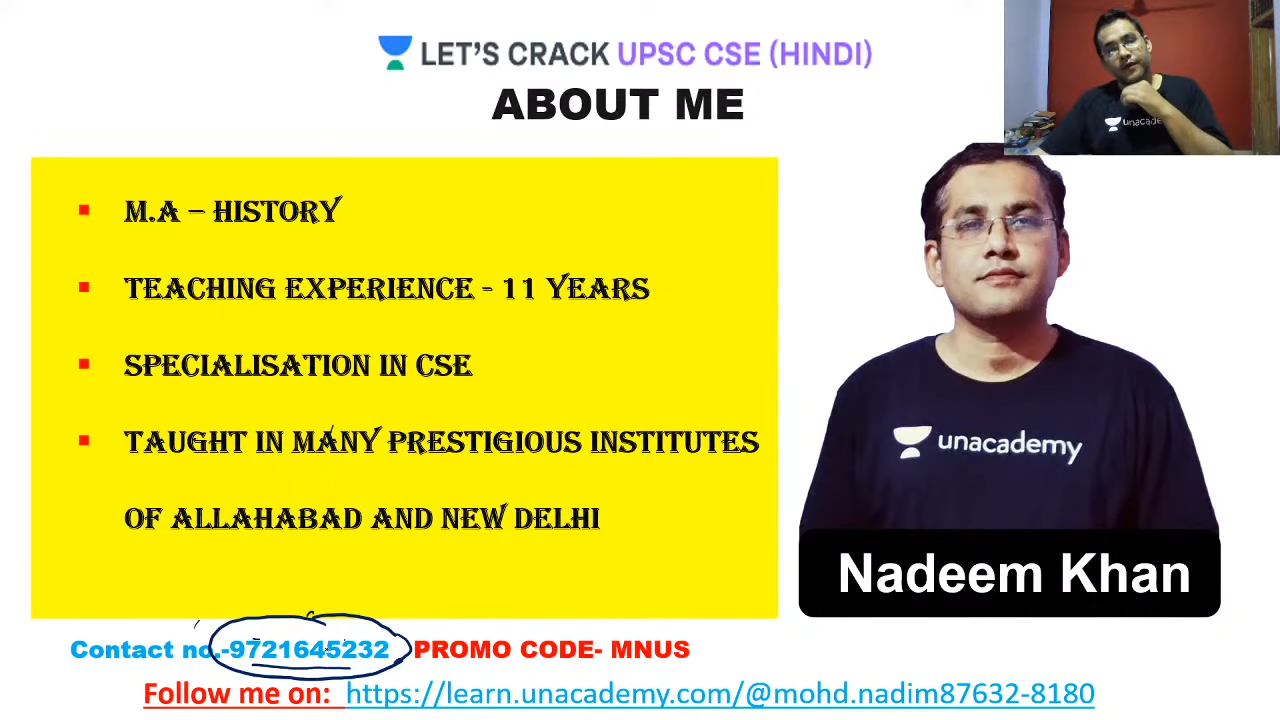 LET'S CRACK UPSC CSE (HINDI)
ABOUT ME
unacade
M.A – HISTORY
TEACHING EXPERIENCE - 11 YEARS
SPECIALISATION IN CSE
TAUGHT IN MANY PRESTIGIOUS INSTITUTES
OF ALLAHABAD AND NEW DELHI
unacademy
Nadeem Khan
Contact no.-9721645232 PROMO CODE- MNUS
Follow me on: https://learn.unacademy.com/@mohd.nadim87632-8180